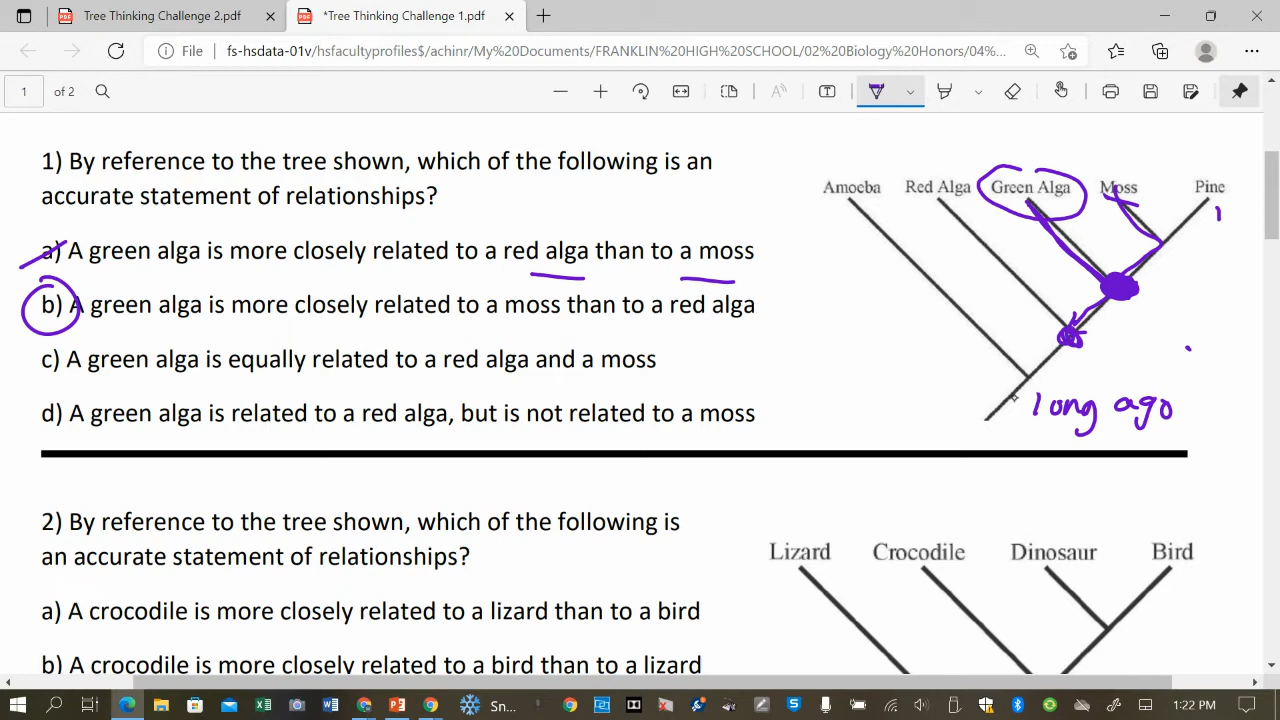 Tree Thinking Challenge 2.pdf
*Tree Thinking Challenge 1.pdf
File
fs-hsdata-01v/hsfacultyprofiles$/achinr/My%20Documents/FRANKLIN%20HIGH%20SCHOOL/02%20Biology%20Honors/04%...
1 of 2
1) By reference to the tree shown, which of the following is an
accurate statement of relationships?
a) A green alga is more closely related to a red alga than to a moss
b) A green alga is more closely related to a moss than to a red alga
c) A green alga is equally related to a red alga and a moss
d) A green alga is related to a red alga, but is not related to a moss
Amoeba Red Alga Green Alga Moss Pine
long ago
2) By reference to the tree shown, which of the following is
an accurate statement of relationships?
a) A crocodile is more closely related to a lizard than to a bird
b) A crocodile is more closely related to a bird than to a lizard
Lizard Crocodile Dinosaur Bird
Sn...
1:22 PM